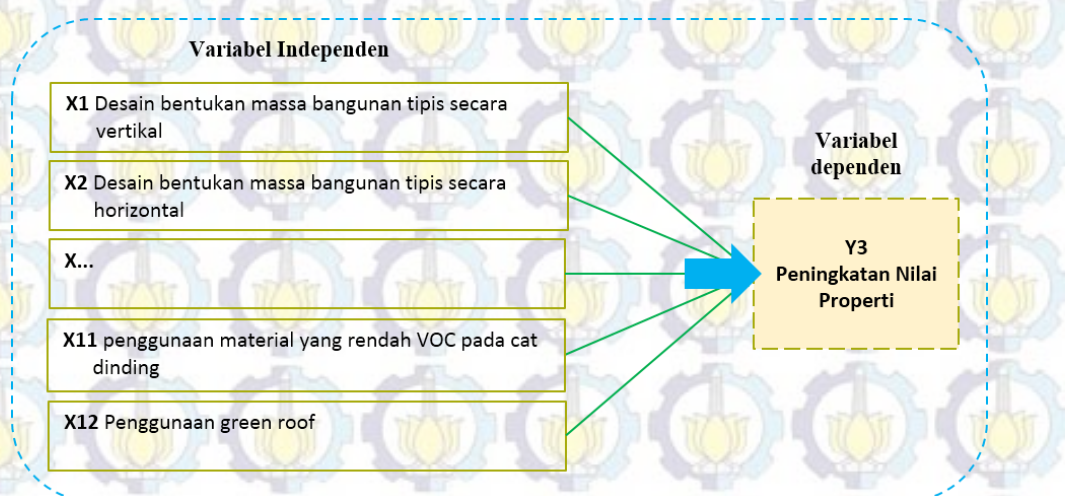 Variabel Independen
X1 Desain bentukan massa bangunan tipis secara
vertikal
X2 Desain bentukan massa bangunan tipis secara
horizontal
X...
X11 penggunaan material yang rendah VOC pada cat
dinding
X12 Penggunaan green roof
Variabel
dependen
Y3
Peningkatan Nilai
Properti